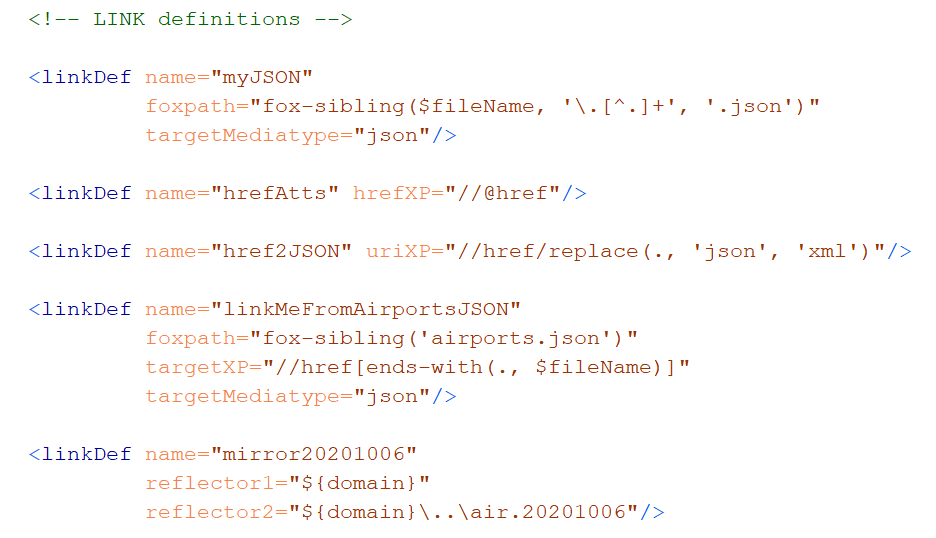 <!-- LINK definitions -->
<linkDef name="myJSON"
foxpath="fox-sibling($fileName, '\.[^.]+', '.json')"
targetMediatype="json"/>
<linkDef name="hrefAtts" hrefXP="//@href"/>
<linkDef name="href2JSON" uriXP="//href/replace(., 'json', 'xml')"/>
<linkDef name="linkMeFromAirportsJSON"
foxpath="fox-sibling('airports.json')"
targetXP="//href[ends-with(., $fileName)]"
targetMediatype="json"/>
<linkDef name="mirror20201006"
reflector1="${domain}"
reflector2="${domain}\..\air.20201006"/>